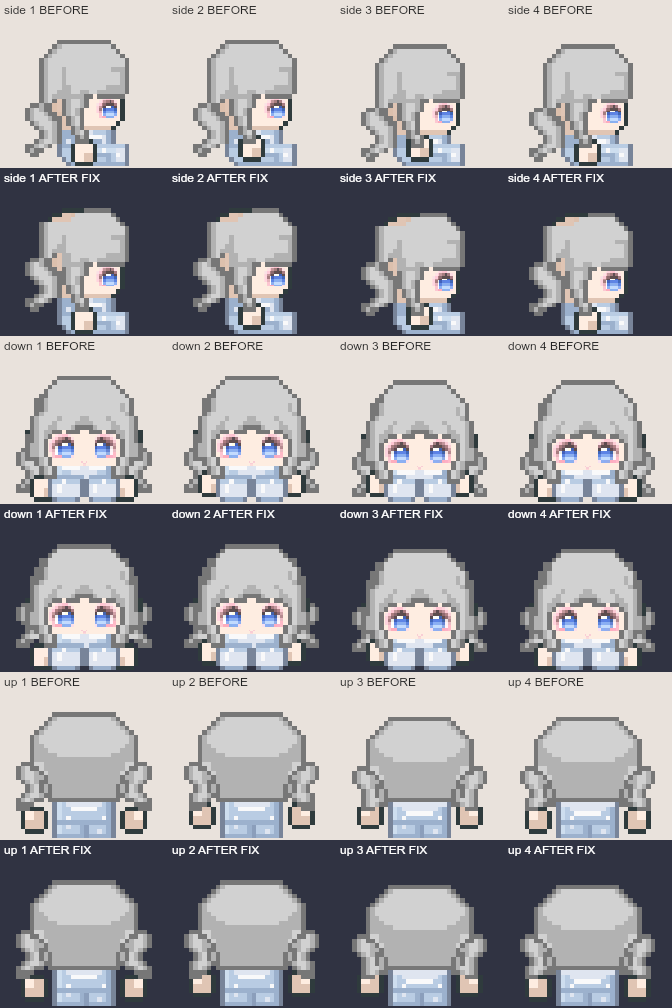 side 1 BEFORE side 2 BEFORE side 3 BEFORE side 4 BEFORE
side 1 AFTER FIX side 2 AFTER FIX side 3 AFTER FIX side 4 AFTER FIX
down 1 BEFORE down 2 BEFORE down 3 BEFORE down 4 BEFORE
down 1 AFTER FIX down 2 AFTER FIX down 3 AFTER FIX down 4 AFTER FIX
up 1 BEFORE up 2 BEFORE up 3 BEFORE up 4 BEFORE
up 1 AFTER FIX up 2 AFTER FIX up 3 AFTER FIX up 4 AFTER FIX